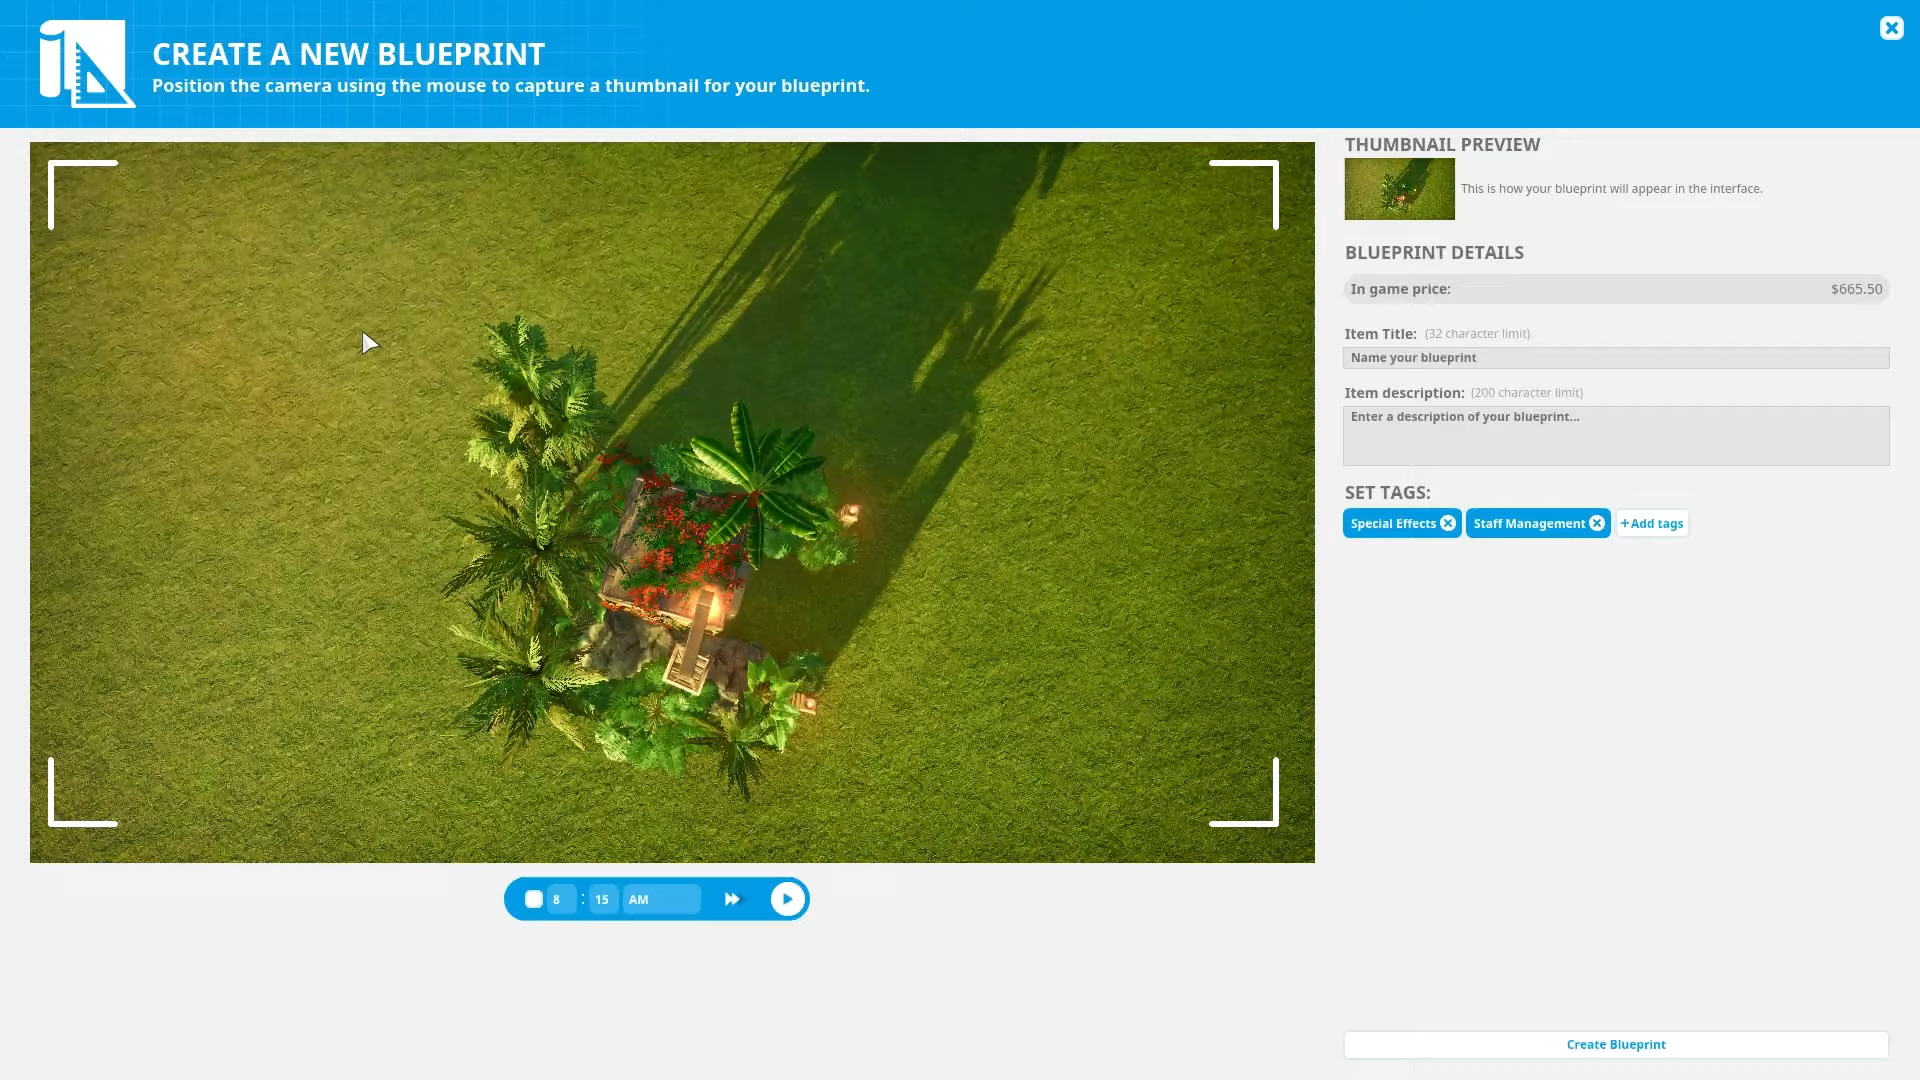 CREATE A NEW BLUEPRINT
Position the camera using the mouse to capture a thumbnail for your blueprint.
THUMBNAIL PREVIEW
This is how your blueprint will appear in the interface.
BLUEPRINT DETAILS
In game price: $665.50
Item Title: (32 character limit)
Name your blueprint
Item description: (200 character limit)
Enter a description of your blueprint...
SET TAGS:
Special Effects Staff Management +Add tags
8 : 15 AM
Create Blueprint